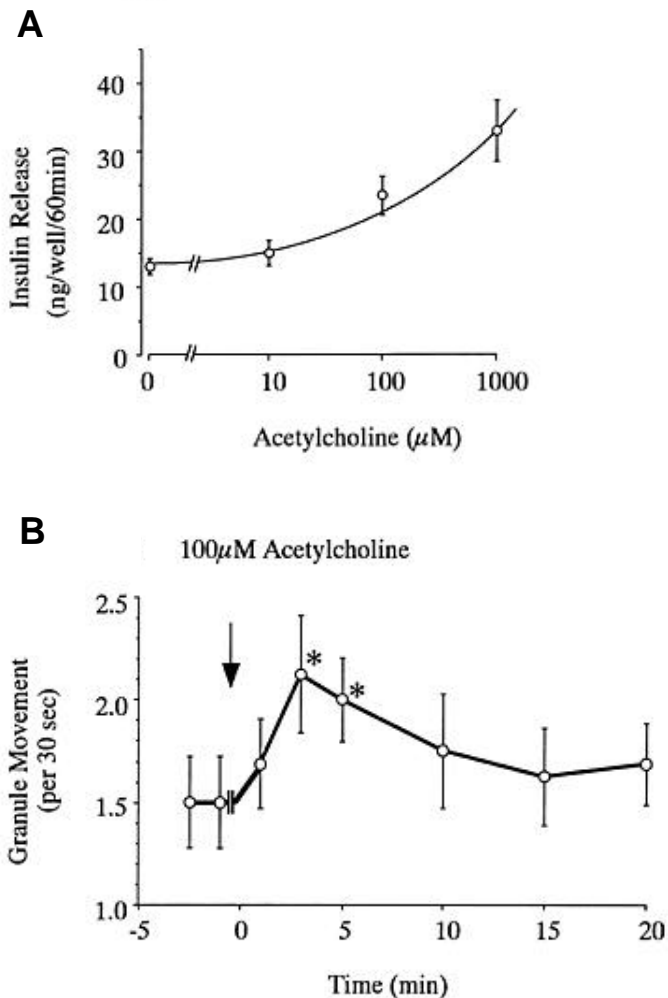 A
40
30
20
10
0
Insulin Release
(ng/well/60min)
0 10 100 1000
Acetylcholine (μM)
B
100μM Acetylcholine
2.5
2.0
1.5
1.0
Granule Movement
(per 30 sec)
* *
-5 0 5 10 15 20
Time (min)